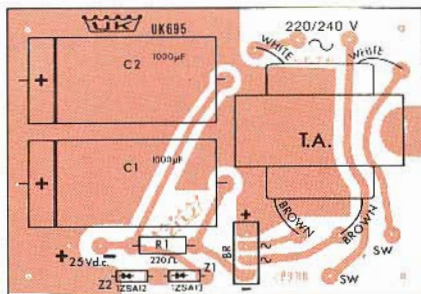 UK
UK695
220/240 V
WHITE
WHITE
+
C2
1000µF
T.A.
+
C1
1000µF
BROWN
BROWN
+
BR
-
+
25Vd.c.
-
R1
220Ω
Z1
Z2
1ZSA12
SW
SW